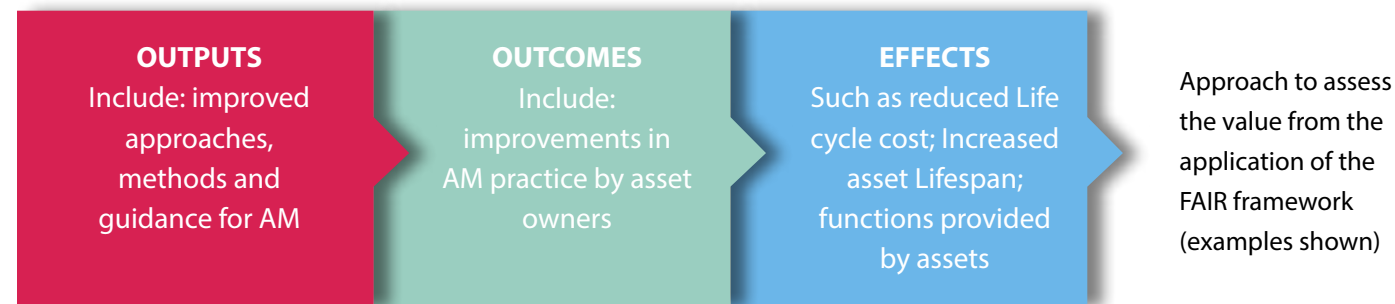 OUTPUTS
Include: improved
approaches,
methods and
guidance for AM
OUTCOMES
Include:
improvements in
AM practice by asset
owners
EFFECTS
Such as reduced Life
cycle cost; Increased
asset Lifespan;
functions provided
by assets
Approach to assess
the value from the
application of the
FAIR framework
(examples shown)